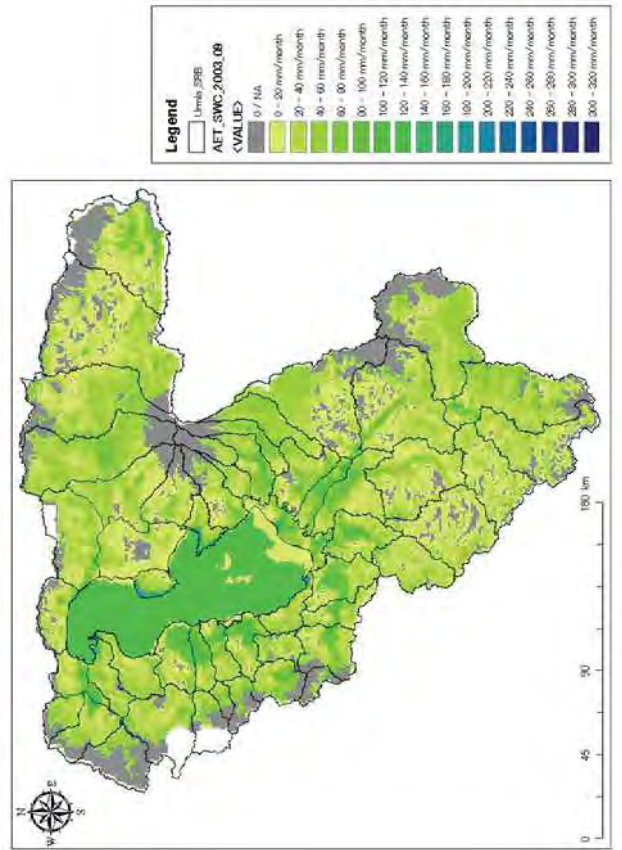 Legend
Urmia_SRB
AET_SWC_2003_09
<VALUE>
0 / NA
0 - 20 mm/month
20 - 40 mm/month
40 - 60 mm/month
60 - 80 mm/month
80 - 100 mm/month
100 - 120 mm/month
120 - 140 mm/month
140 - 160 mm/month
160 - 180 mm/month
180 - 200 mm/month
200 - 220 mm/month
220 - 240 mm/month
240 - 260 mm/month
260 - 280 mm/month
280 - 300 mm/month
300 - 320 mm/month
N
W E
S
0 45 90 180 km